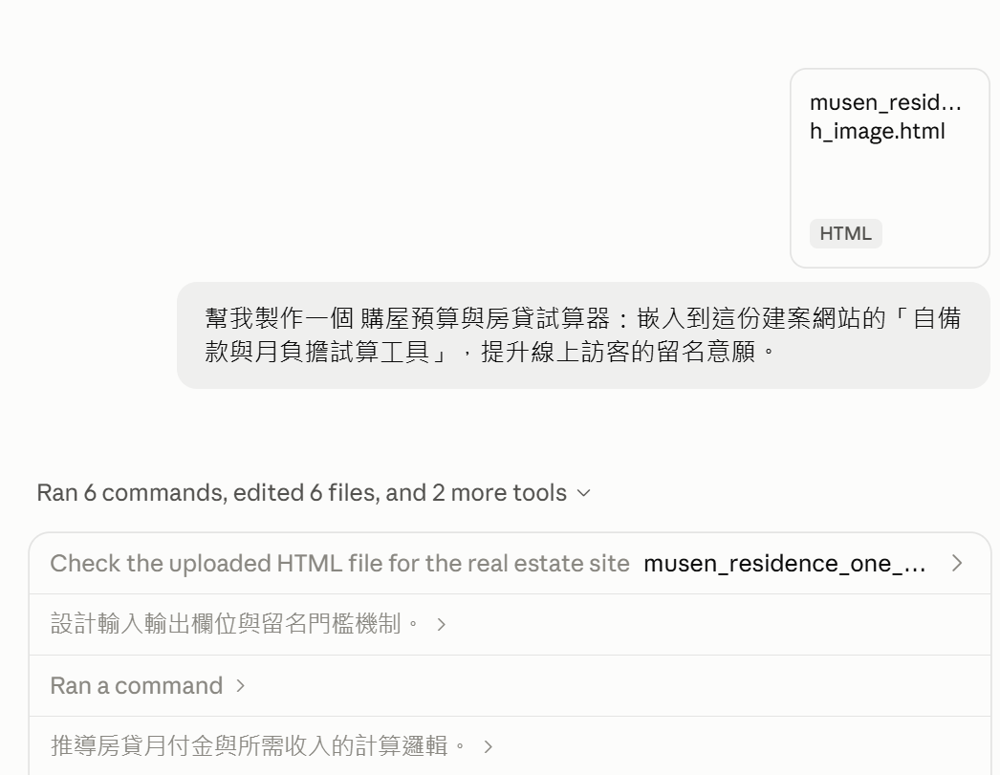 musen_resid...
h_image.html
HTML
幫我製作一個 購屋預算與房貸試算器：嵌入到這份建案網站的「自備
款與月負擔試算工具」，提升線上訪客的留名意願。
Ran 6 commands, edited 6 files, and 2 more tools
Check the uploaded HTML file for the real estate site musen_residence_one_...
設計輸入輸出欄位與留名門檻機制。
Ran a command
推導房貸月付金與所需收入的計算邏輯。